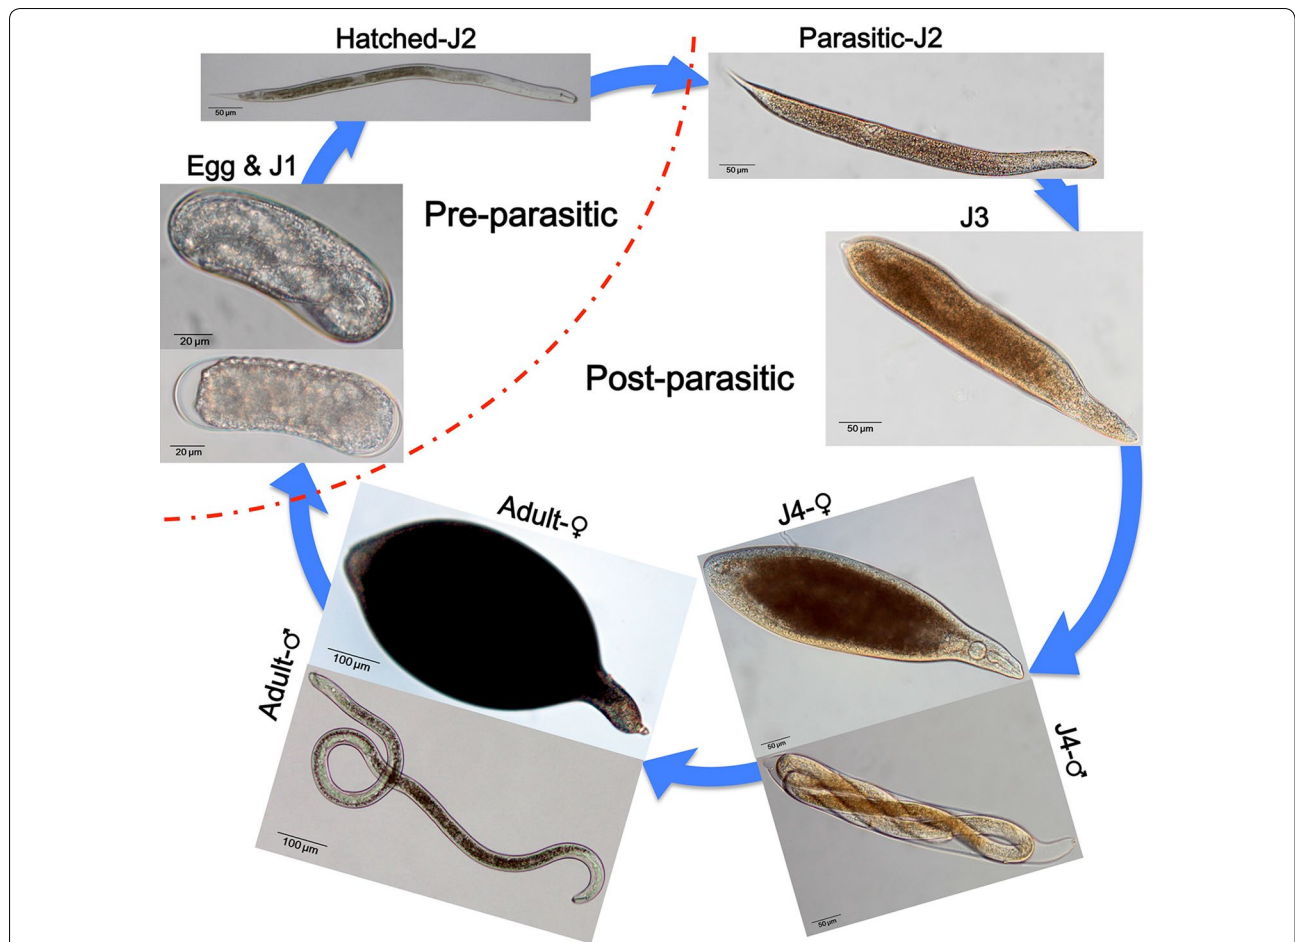 Hatched-J2
50 µm
Parasitic-J2
50 µm
Egg & J1
20 µm
20 µm
Pre-parasitic
J3
50 µm
Post-parasitic
J4-♀
50 µm
J4-♂
50 µm
Adult-♀
100 µm
Adult-♂
100 µm